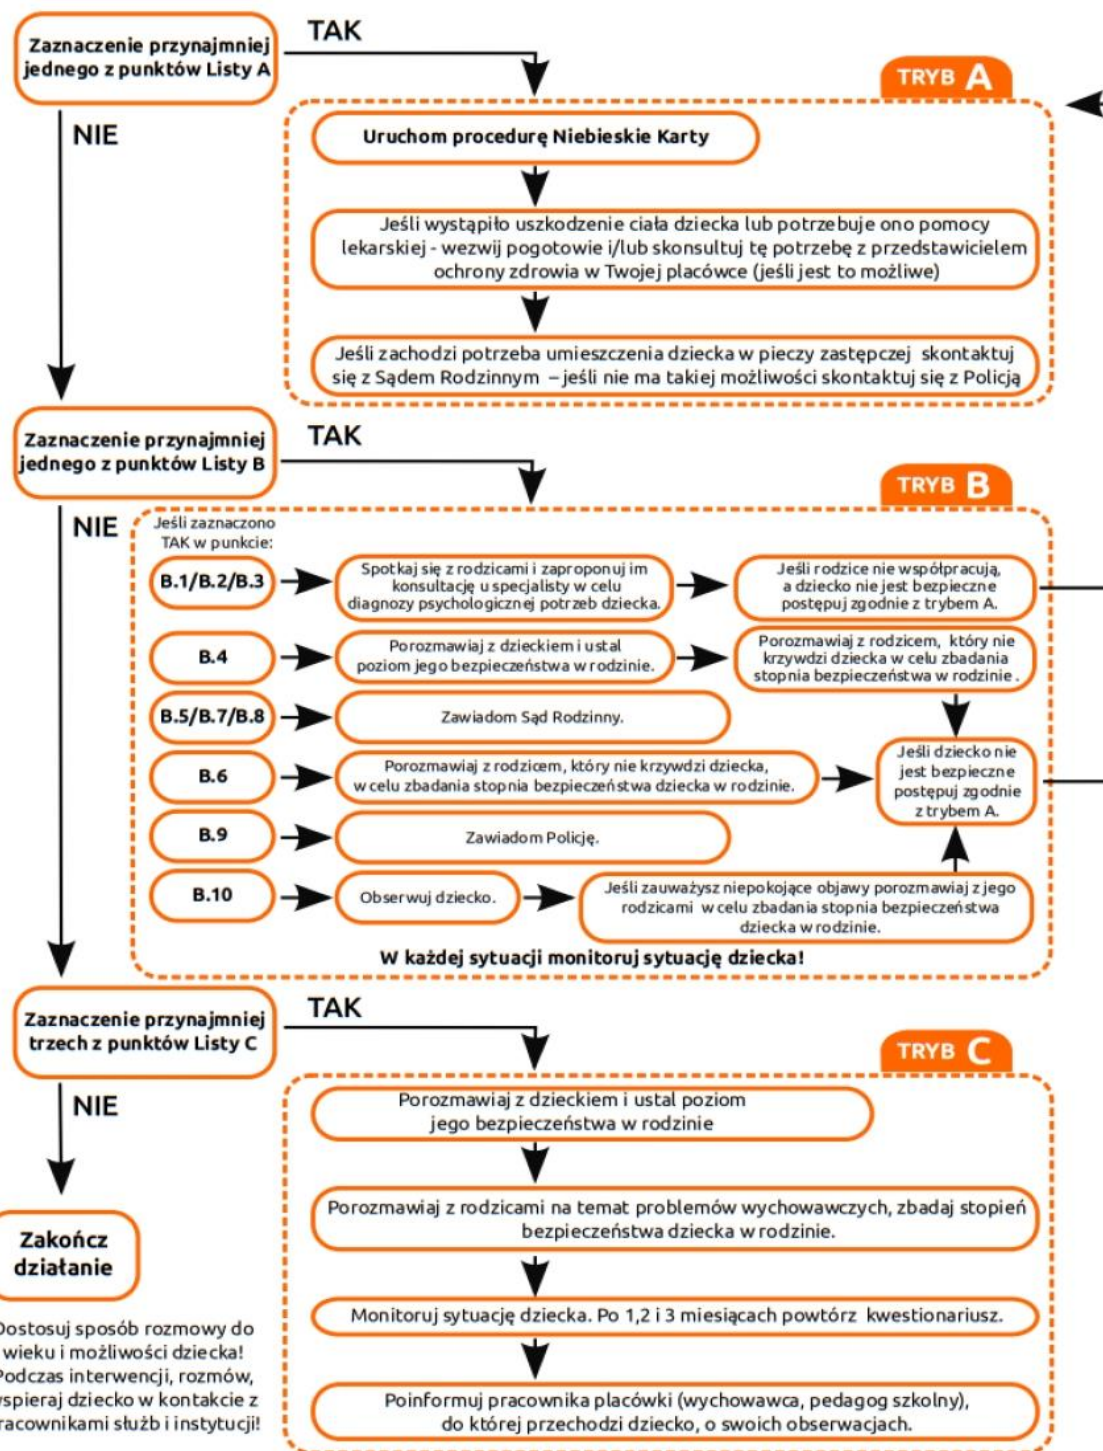 Zaznaczenie przynajmniej
jednego z punktów Listy A
TAK
NIE
TRYB A
Uruchom procedurę Niebieskie Karty
Jeśli wystąpiło uszkodzenie ciała dziecka lub potrzebuje ono pomocy
lekarskiej - wezwij pogotowie i/lub skonsultuj tę potrzebę z przedstawicielem
ochrony zdrowia w Twojej placówce (jeśli jest to możliwe)
Jeśli zachodzi potrzeba umieszczenia dziecka w pieczy zastępczej skontaktuj
się z Sądem Rodzinnym – jeśli nie ma takiej możliwości skontaktuj się z Policją
Zaznaczenie przynajmniej
jednego z punktów Listy B
TAK
NIE
TRYB B
Jeśli zaznaczono
TAK w punkcie:
B.1/B.2/B.3
Spotkaj się z rodzicami i zaproponuj im
konsultację u specjalisty w celu
diagnozy psychologicznej potrzeb dziecka.
Jeśli rodzice nie współpracują,
a dziecko nie jest bezpieczne
postępuj zgodnie z trybem A.
B.4
Porozmawiaj z dzieckiem i ustal
poziom jego bezpieczeństwa w rodzinie.
Porozmawiaj z rodzicem, który nie
krzywdzi dziecka w celu zbadania
stopnia bezpieczeństwa w rodzinie .
B.5/B.7/B.8
Zawiadom Sąd Rodzinny.
B.6
Porozmawiaj z rodzicem, który nie krzywdzi dziecka,
w celu zbadania stopnia bezpieczeństwa dziecka w rodzinie.
Jeśli dziecko nie
jest bezpieczne
postępuj zgodnie
z trybem A.
B.9
Zawiadom Policję.
B.10
Obserwuj dziecko.
Jeśli zauważysz niepokojące objawy porozmawiaj z jego
rodzicami w celu zbadania stopnia bezpieczeństwa
dziecka w rodzinie.
W każdej sytuacji monitoruj sytuację dziecka!
Zaznaczenie przynajmniej
trzech z punktów Listy C
TAK
NIE
TRYB C
Porozmawiaj z dzieckiem i ustal poziom
jego bezpieczeństwa w rodzinie
Porozmawiaj z rodzicami na temat problemów wychowawczych, zbadaj stopień
bezpieczeństwa dziecka w rodzinie.
Monitoruj sytuację dziecka. Po 1,2 i 3 miesiącach powtórz kwestionariusz.
Poinformuj pracownika placówki (wychowawca, pedagog szkolny),
do której przechodzi dziecko, o swoich obserwacjach.
Zakończ
działanie
Dostosuj sposób rozmowy do
wieku i możliwości dziecka!
Podczas interwencji, rozmów,
wspieraj dziecko w kontakcie z
pracownikami służb i instytucji!